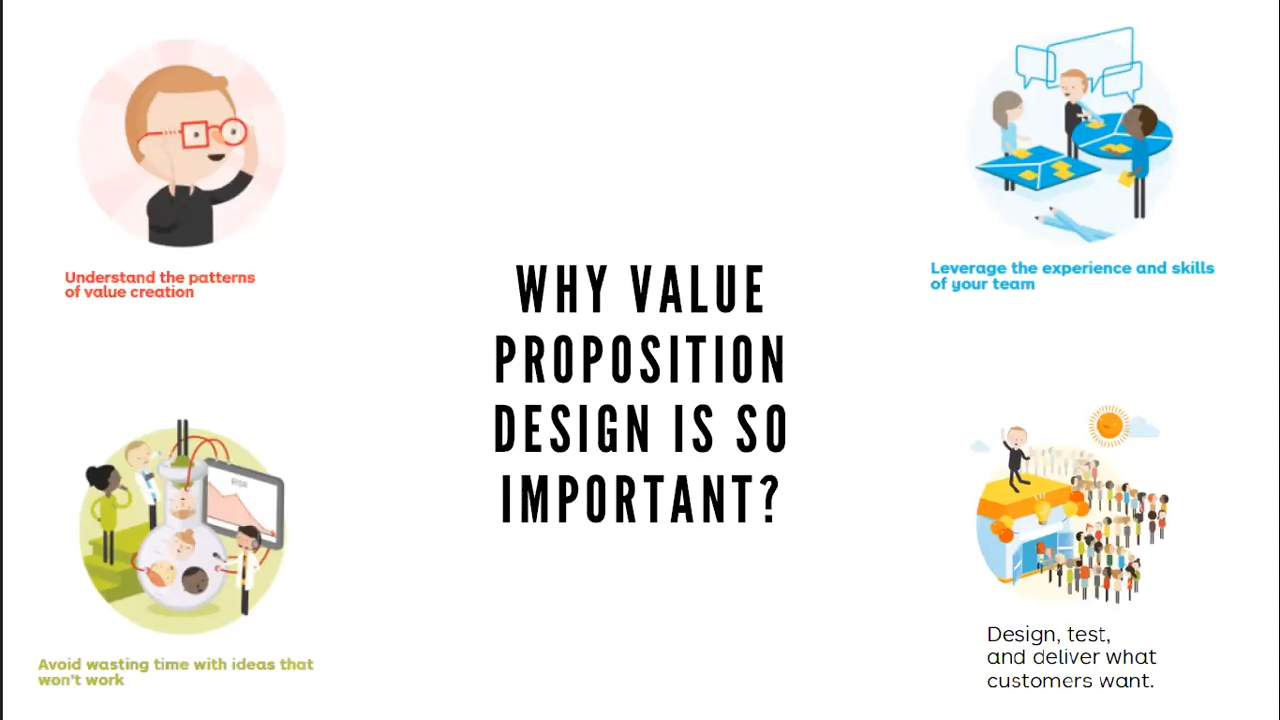 Understand the patterns
of value creation
Leverage the experience and skills
of your team
WHY VALUE
PROPOSITION
DESIGN IS SO
IMPORTANT?
RISK
Avoid wasting time with ideas that
won't work
Design, test,
and deliver what
customers want.